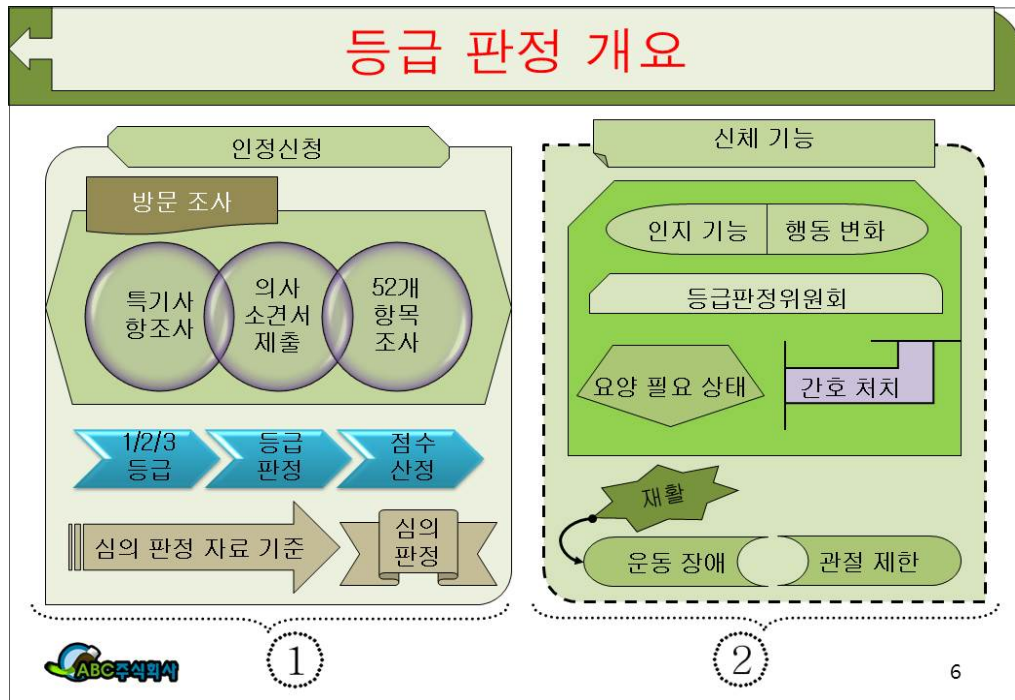 등급 판정 개요
인정신청
방문 조사
특기사
항조사
의사
소견서
제출
52개
항목
조사
1/2/3
등급
등급
판정
점수
산정
심의 판정 자료 기준
심의
판정
①
신체 기능
인지 기능
행동 변화
등급판정위원회
요양 필요 상태
간호 처치
재활
운동 장애
관절 제한
②
ABC주식회사
6